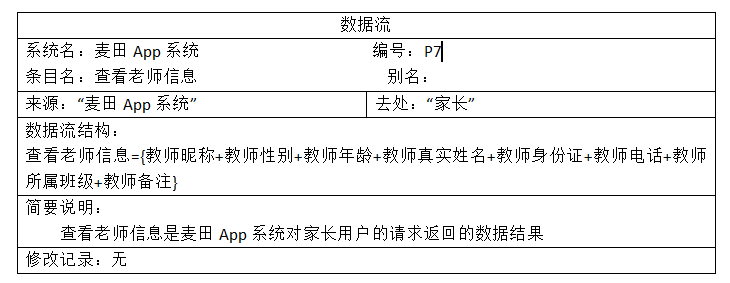 数据流
系统名：麦田 App 系统 编号：P7
条目名：查看老师信息 别名：
来源：“麦田 App 系统” 去处：“家长”
数据流结构：
查看老师信息={教师昵称+教师性别+教师年龄+教师真实姓名+教师身份证+教师电话+教师
所属班级+教师备注}
简要说明：
查看老师信息是麦田 App 系统对家长用户的请求返回的数据结果
修改记录：无